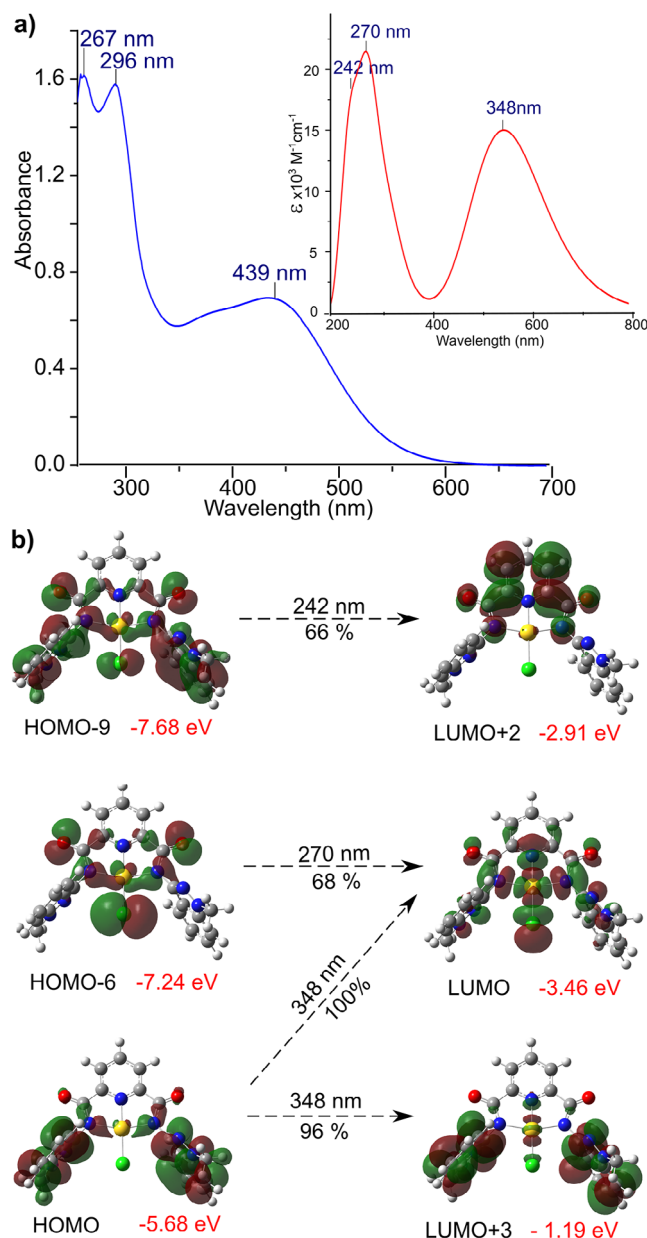 a)
267 nm
296 nm
439 nm
Absorbance
1.6
1.2
0.8
0.4
0.0
300
400
500
600
700
Wavelength (nm)
270 nm
242 nm
348nm
ε x10³ M⁻¹cm⁻¹
20
15
10
5
0
200
400
600
800
Wavelength (nm)
b)
242 nm
66 %
HOMO-9 -7.68 eV
LUMO+2 -2.91 eV
270 nm
68 %
HOMO-6 -7.24 eV
LUMO -3.46 eV
348 nm
100%
348 nm
96 %
HOMO -5.68 eV
LUMO+3 - 1.19 eV